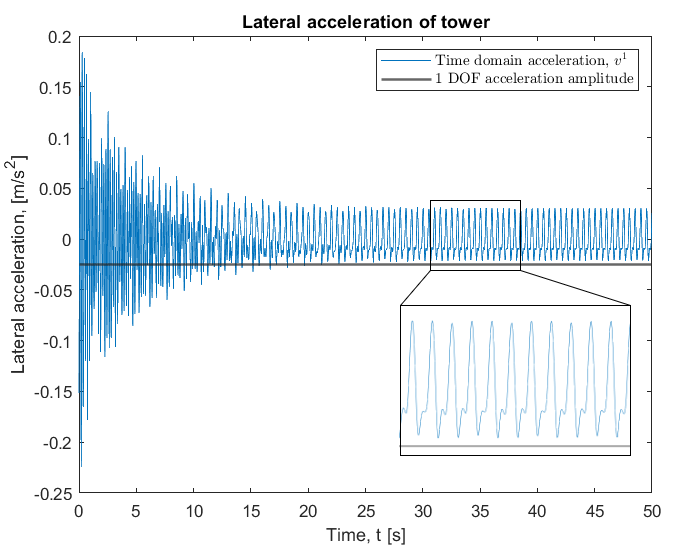 Lateral acceleration of tower
Time domain acceleration, v¹
1 DOF acceleration amplitude
Lateral acceleration, [m/s²]
0.2
0.15
0.1
0.05
0
-0.05
-0.1
-0.15
-0.2
-0.25
0 5 10 15 20 25 30 35 40 45 50
Time, t [s]